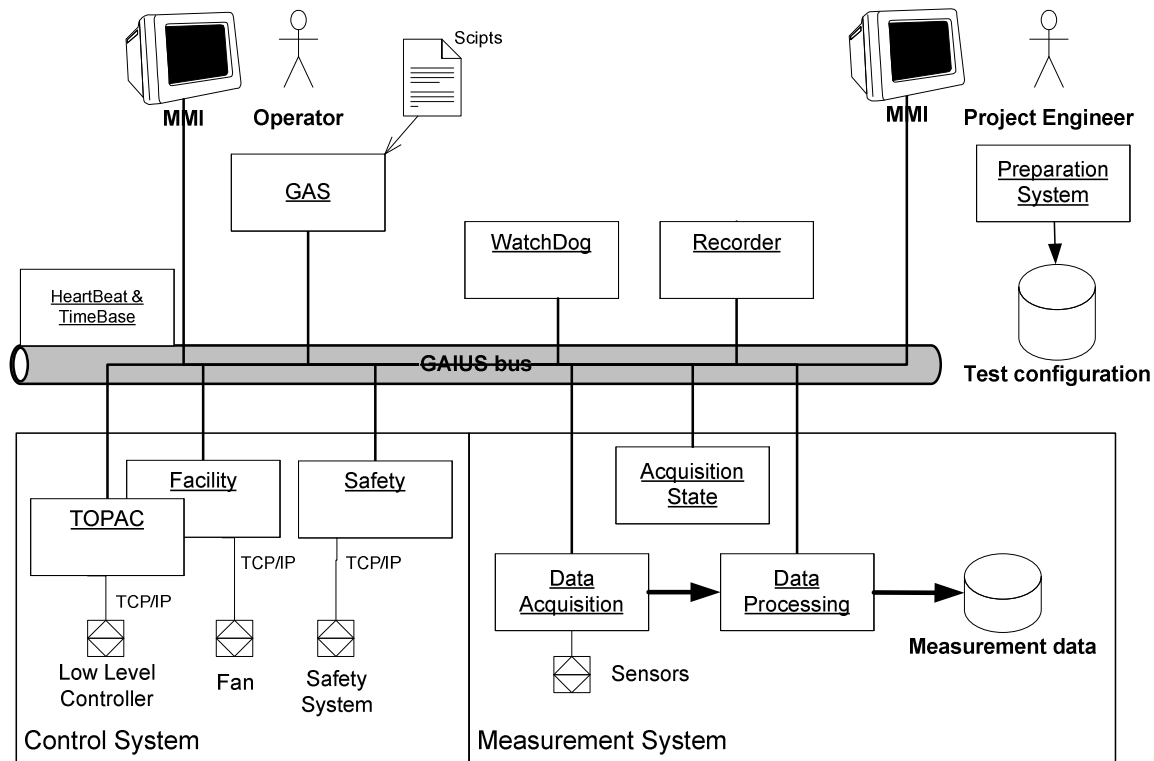 Scipts
MMI
Operator
MMI
Project Engineer
GAS
Preparation
System
WatchDog
Recorder
HeartBeat &
TimeBase
GAIUS bus
Test configuration
Facility
Safety
Acquisition
State
TOPAC
TCP/IP
TCP/IP
TCP/IP
Data
Acquisition
Data
Processing
Low Level
Controller
Fan
Safety
System
Sensors
Measurement data
Control System
Measurement System